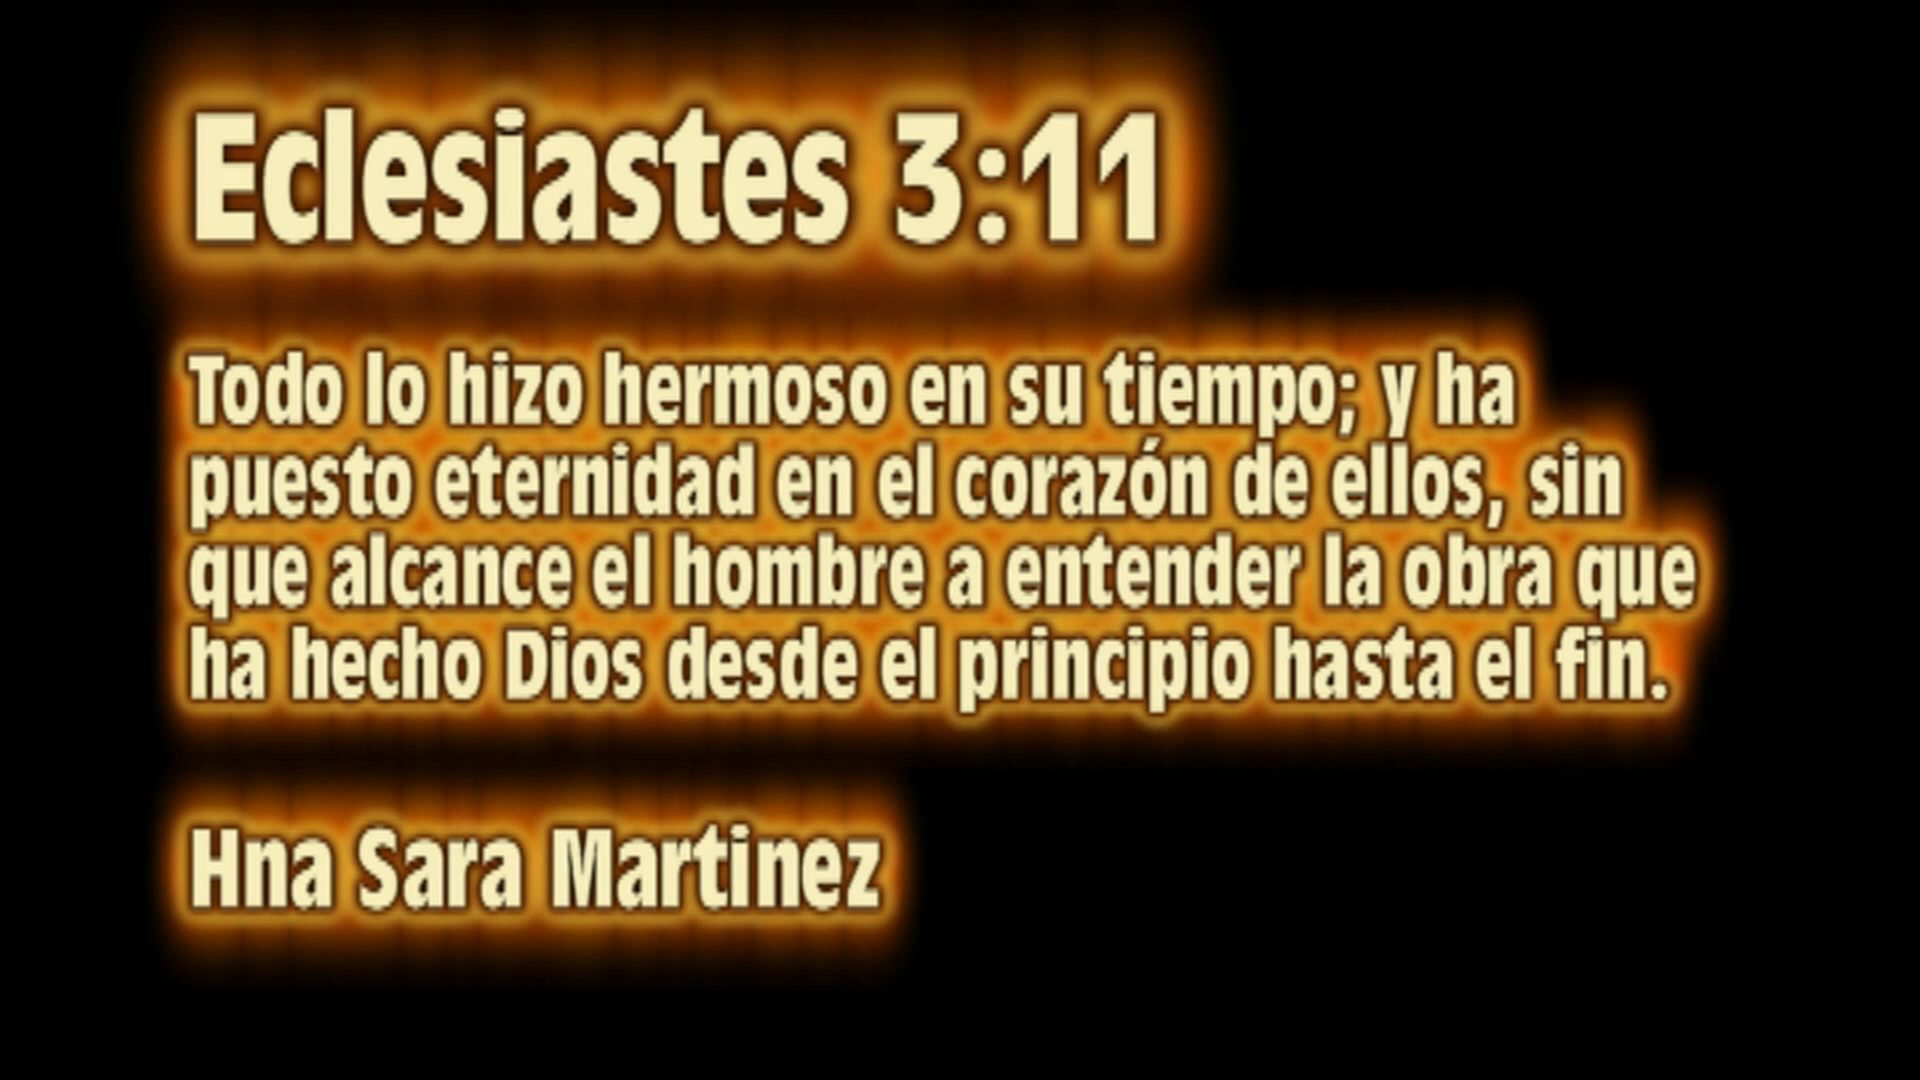 Eclesiastes 3:11
Todo lo hizo hermoso en su tiempo; y ha
puesto eternidad en el corazón de ellos, sin
que alcance el hombre a entender la obra que
ha hecho Dios desde el principio hasta el fin.
Hna Sara Martinez